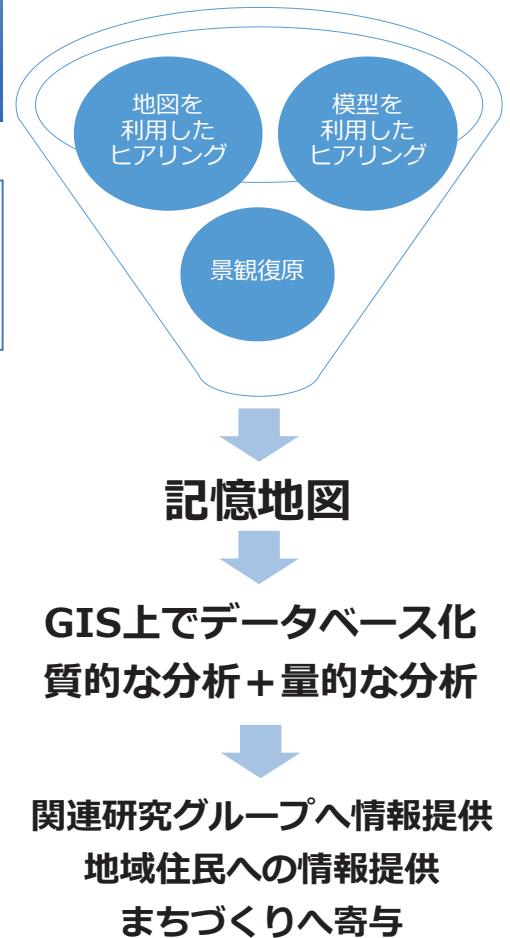 地図を
利用した
ヒアリング
模型を
利用した
ヒアリング
景観復原
記憶地図
GIS上でデータベース化
質的な分析＋量的な分析
関連研究グループへ情報提供
地域住民への情報提供
まちづくりへ寄与